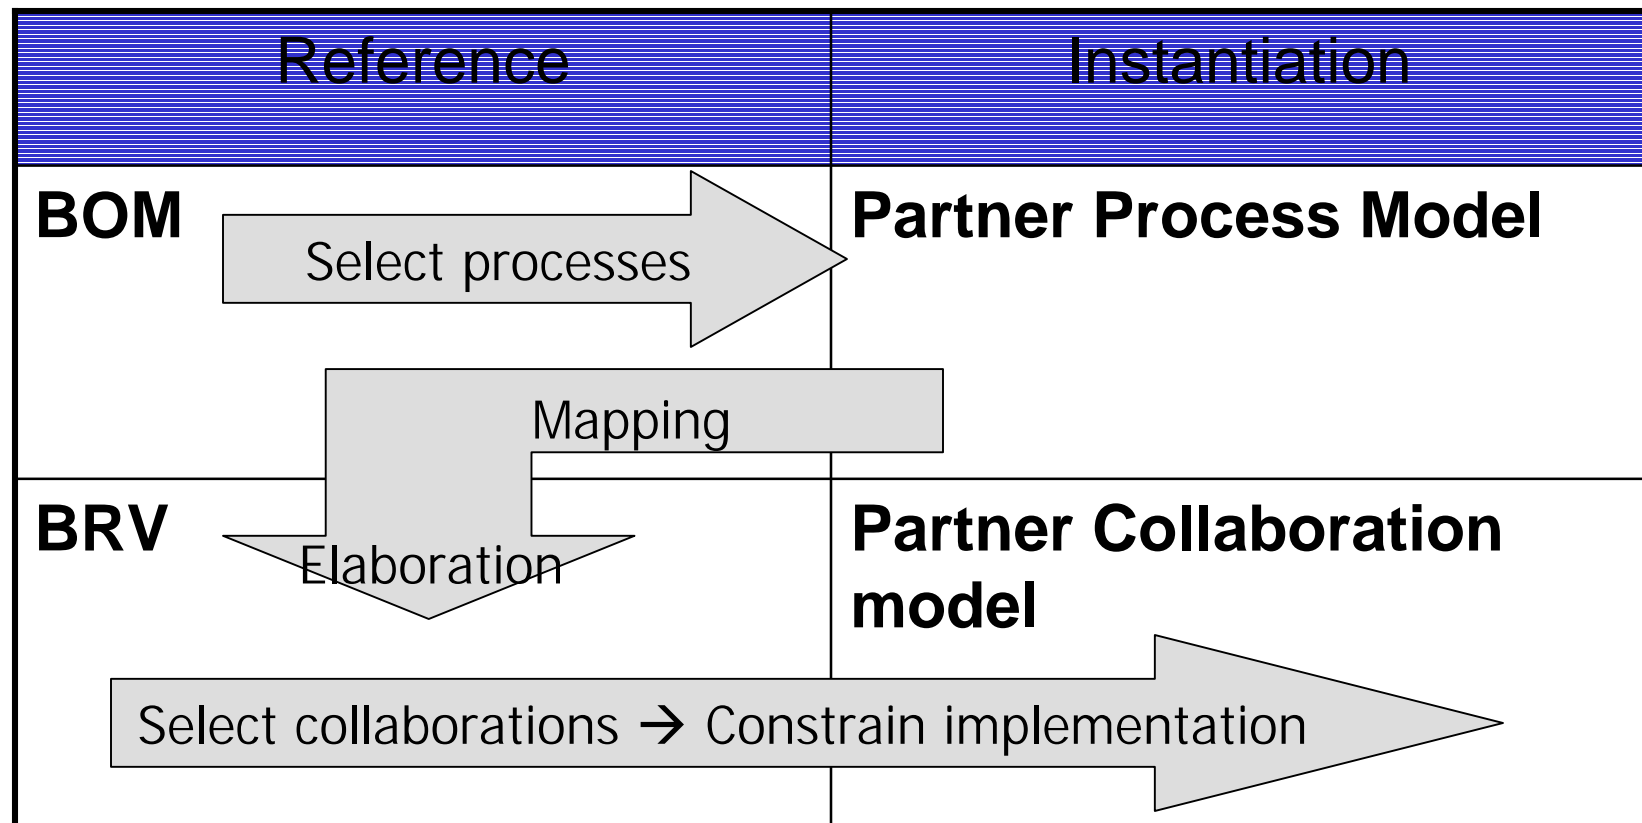 Reference
Instantiation
BOM
Select processes
Partner Process Model
Mapping
BRV
Elaboration
Partner Collaboration
model
Select collaborations → Constrain implementation